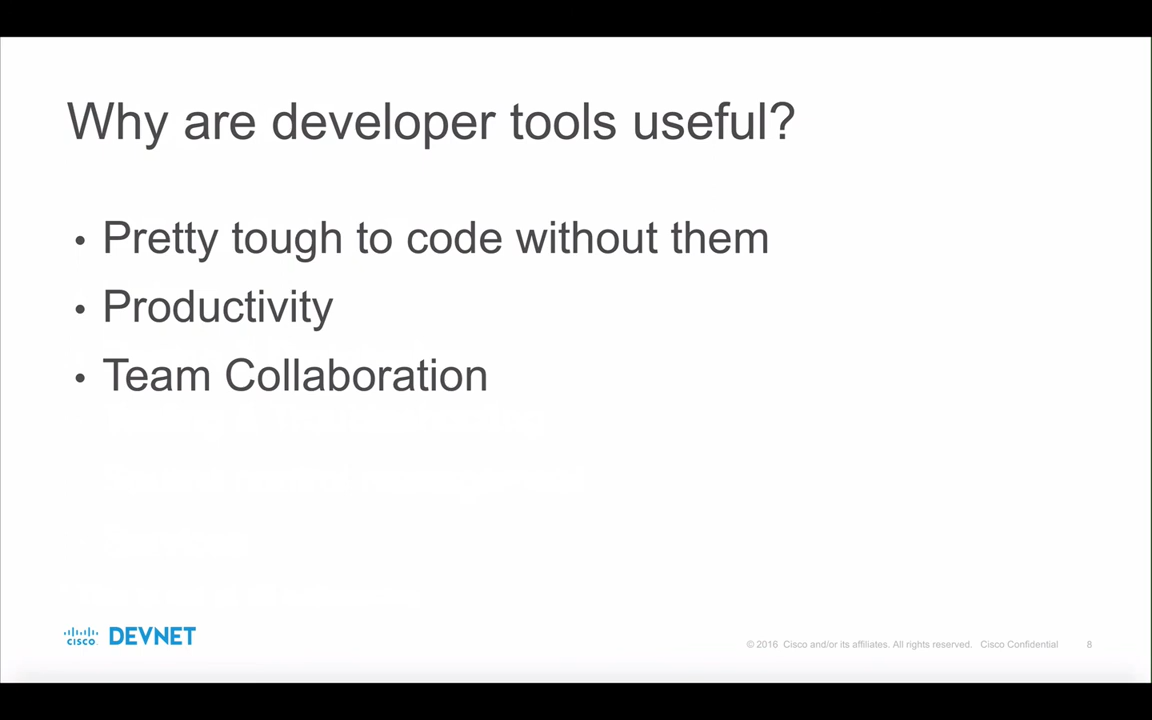 Why are developer tools useful?
• Pretty tough to code without them
• Productivity
• Team Collaboration
CISCO DEVNET
© 2016 Cisco and/or its affiliates. All rights reserved. Cisco Confidential 8